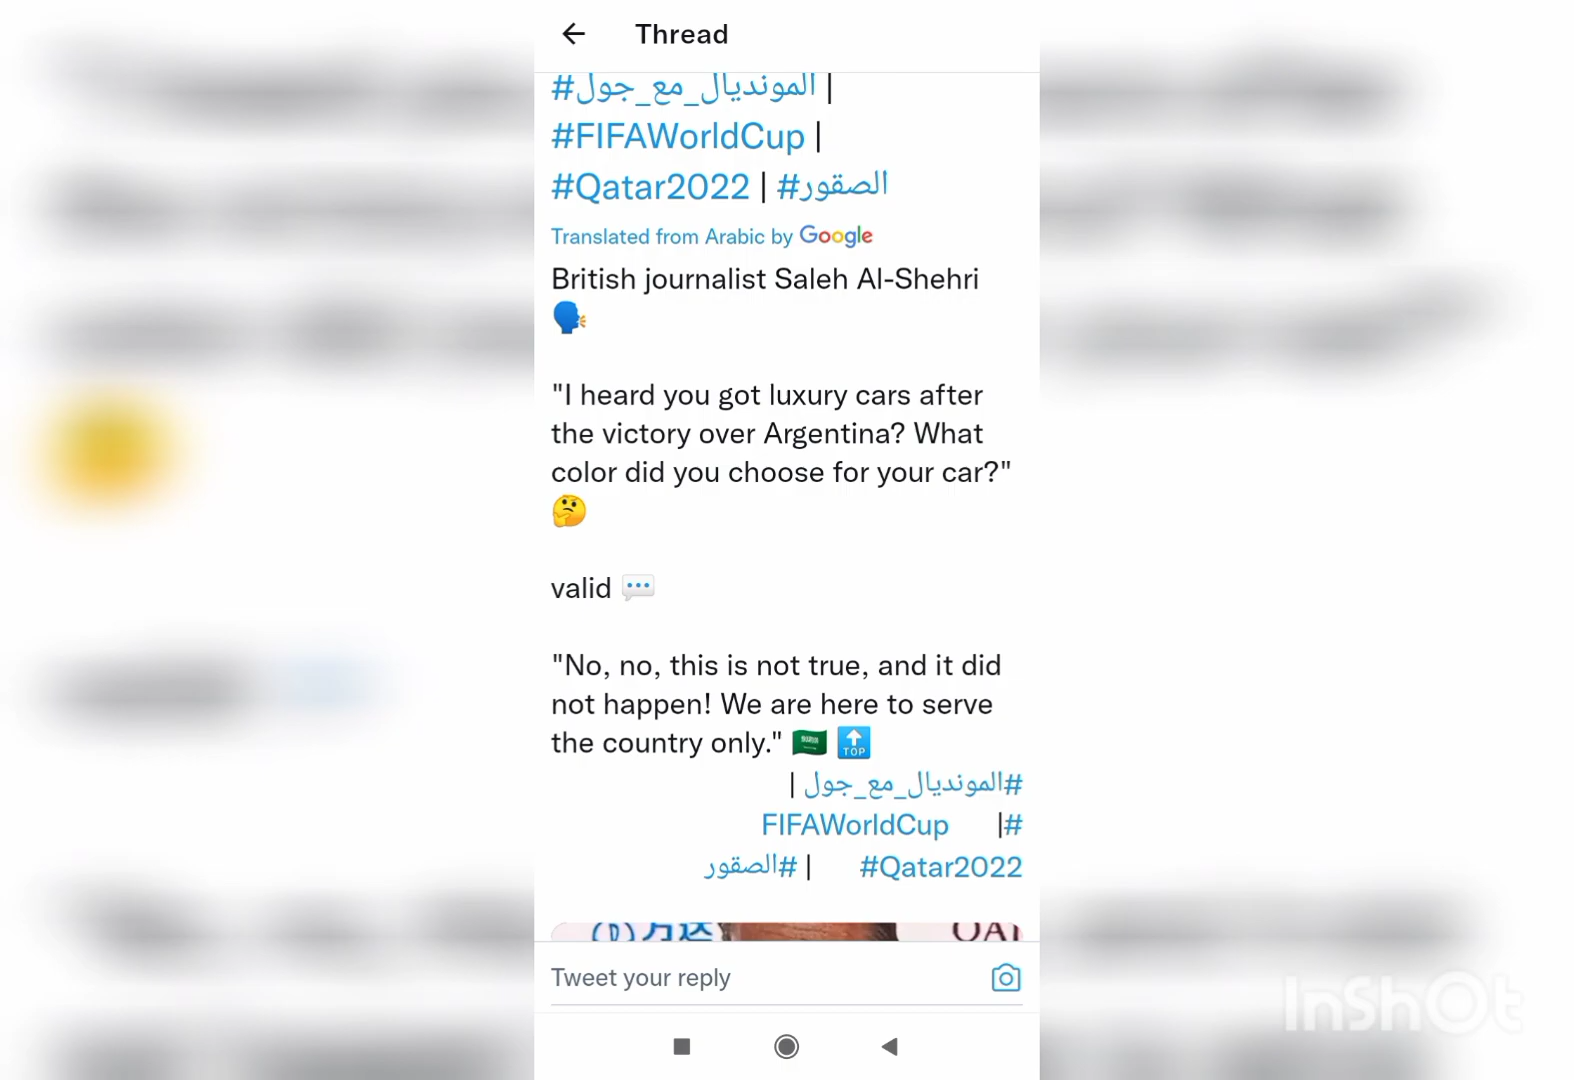 Thread
#المونديال_مع_جول |
#FIFAWorldCup |
#Qatar2022 | #الصقور
Translated from Arabic by Google
British journalist Saleh Al-Shehri
🗣️
"I heard you got luxury cars after
the victory over Argentina? What
color did you choose for your car?"
🤔
valid 💬
"No, no, this is not true, and it did
not happen! We are here to serve
the country only." 🇸🇦 🔝
#المونديال_مع_جول |
FIFAWorldCup |#
#الصقور | #Qatar2022
万达
Tweet your reply
InShOt